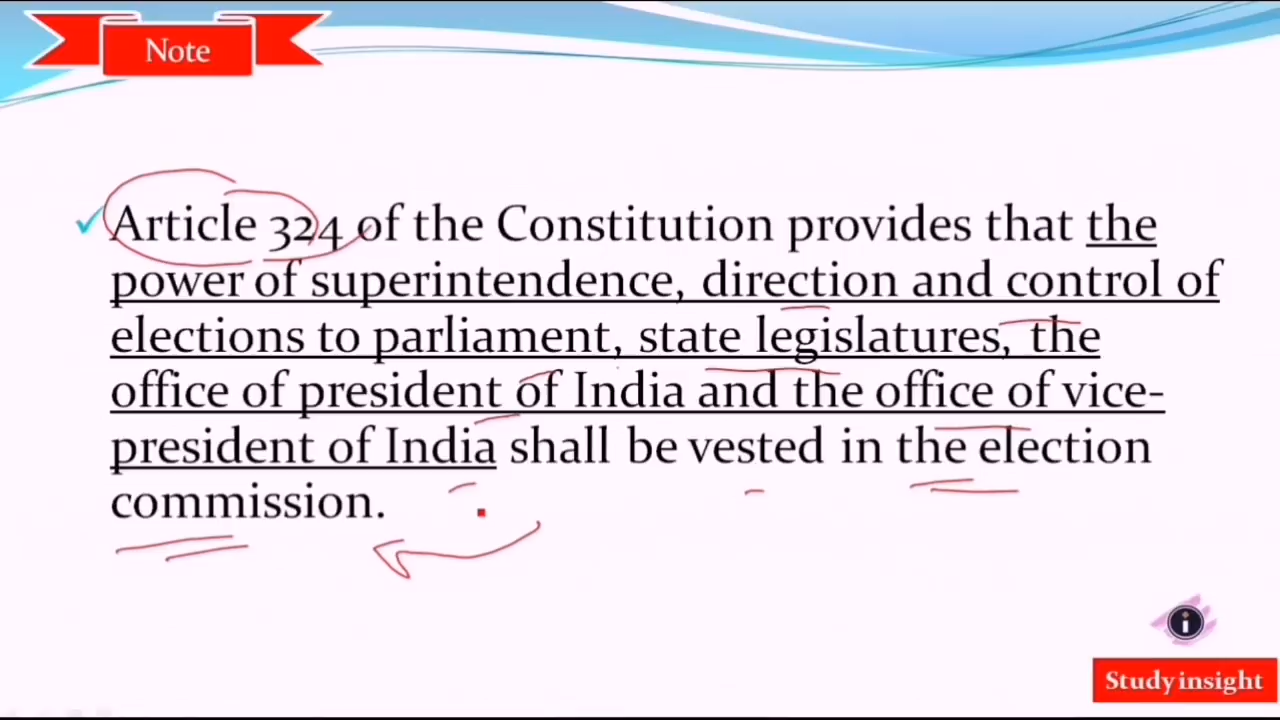 Note
Article 324 of the Constitution provides that the
power of superintendence, direction and control of
elections to parliament, state legislatures, the
office of president of India and the office of vice-
president of India shall be vested in the election
commission.
i
Study insight